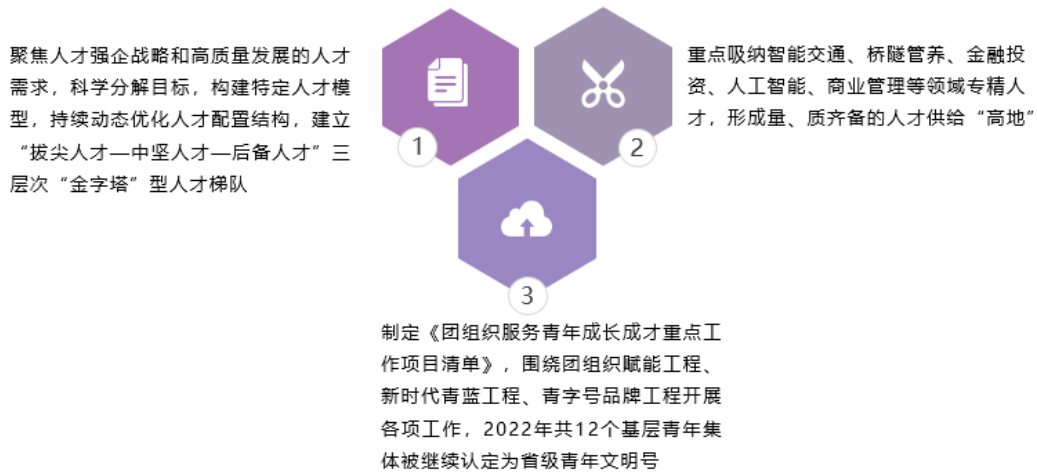 聚焦人才强企战略和高质量发展的人才
需求，科学分解目标，构建特定人才模
型，持续动态优化人才配置结构，建立
“拔尖人才—中坚人才—后备人才”三
层次“金字塔”型人才梯队
1
重点吸纳智能交通、桥隧管养、金融投
资、人工智能、商业管理等领域专精人
才，形成量、质齐备的人才供给“高地”
2
3
制定《团组织服务青年成长成才重点工
作项目清单》，围绕团组织赋能工程、
新时代青蓝工程、青字号品牌工程开展
各项工作，2022年共12个基层青年集
体被继续认定为省级青年文明号